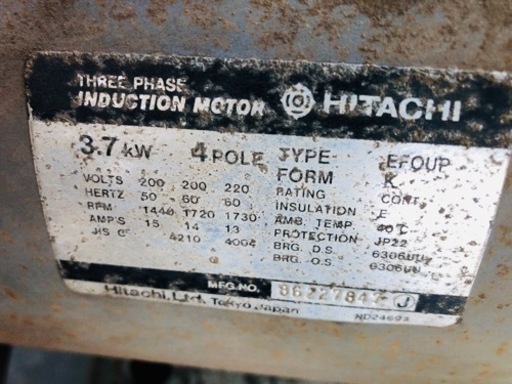 THREE PHASE
INDUCTION MOTOR HITACHI
3.7 kW 4 POLE TYPE EFOUP
FORM K
VOLTS 200 200 220 RATING CONT.
HERTZ 50 60 60 INSULATION E
RPM 1440 1720 1730 AMB. TEMP. 40°C
AMP'S 15 14 13 PROTECTION JP22
JIS C 4210 4004 BRG. D.S. 6306UU
BRG. O.S. 6306UU
MFG. NO. J
Hitachi, Ltd. Tokyo Japan